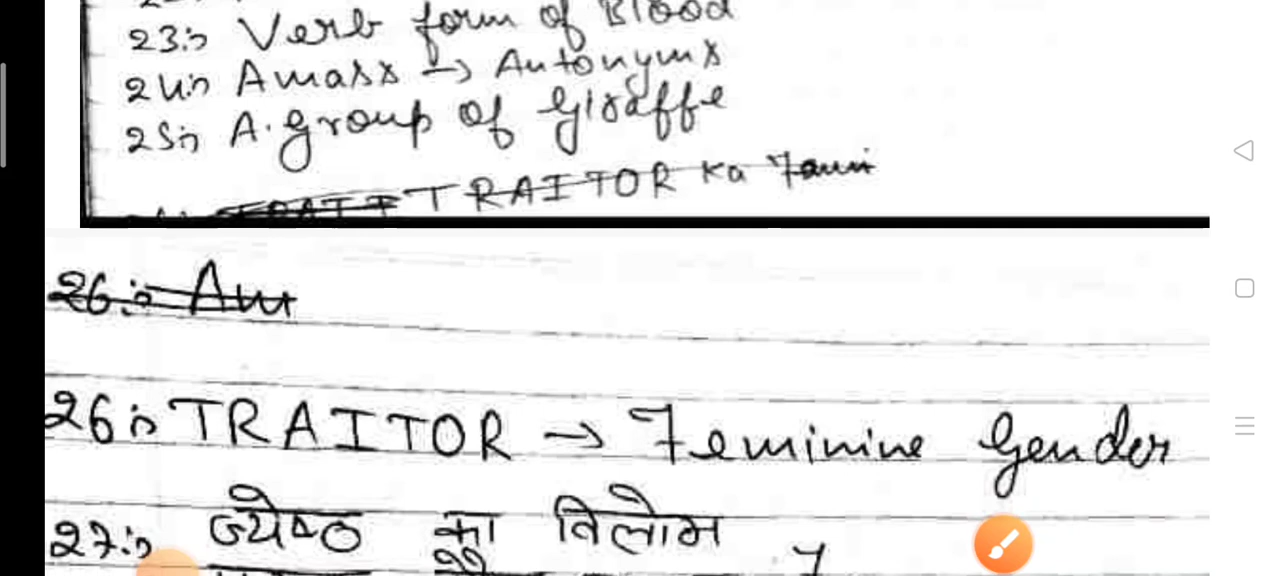 23:> Verb form of Blood
24:> Amass → Antonyms
25:> A group of Giraffe
TRAITOR Ka
26:> Am
26:> TRAITOR → Feminine Gender
27:> ज्येष्ठ का विलोम